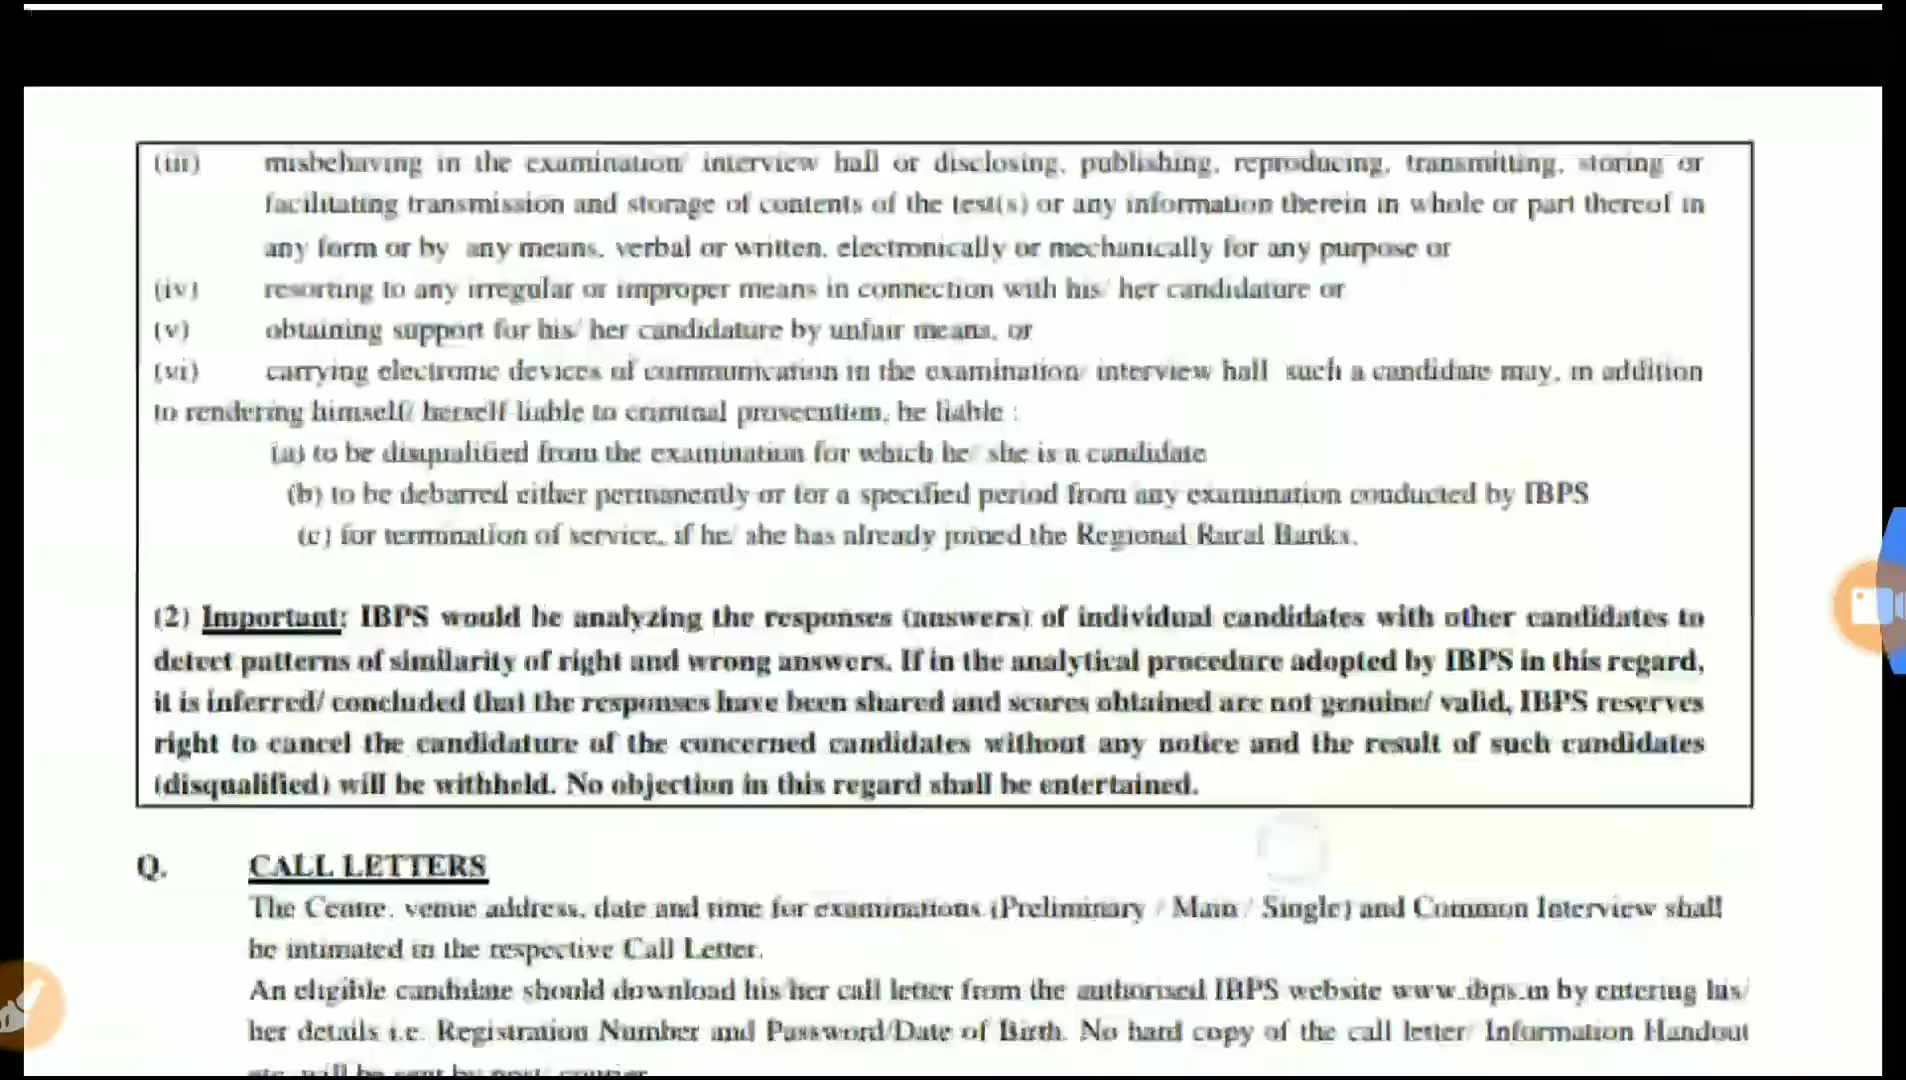 (iii) misbehaving in the examination/ interview hall or disclosing, publishing, reproducing, transmitting, storing or
facilitating transmission and storage of contents of the test(s) or any information therein in whole or part thereof in
any form or by any means, verbal or written, electronically or mechanically for any purpose or
(iv) resorting to any irregular or improper means in connection with his/ her candidature or
(v) obtaining support for his/ her candidature by unfair means, or
(vi) carrying electronic devices of communication in the examination/ interview hall such a candidate may, in addition
to rendering himself/ herself liable to criminal prosecution, be liable :
(a) to be disqualified from the examination for which he/ she is a candidate
(b) to be debarred either permanently or for a specified period from any examination conducted by IBPS
(c) for termination of service, if he/ she has already joined the Regional Rural Banks.
(2) Important: IBPS would be analyzing the responses (answers) of individual candidates with other candidates to
detect patterns of similarity of right and wrong answers. If in the analytical procedure adopted by IBPS in this regard,
it is inferred/ concluded that the responses have been shared and scores obtained are not genuine/ valid, IBPS reserves
right to cancel the candidature of the concerned candidates without any notice and the result of such candidates
(disqualified) will be withheld. No objection in this regard shall be entertained.
Q. CALL LETTERS
The Centre, venue address, date and time for examinations (Preliminary / Main / Single) and Common Interview shall
be intimated in the respective Call Letter.
An eligible candidate should download his/her call letter from the authorised IBPS website www.ibps.in by entering his/
her details i.e. Registration Number and Password/Date of Birth. No hard copy of the call letter/ Information Handout
etc. will be sent by post/ courier